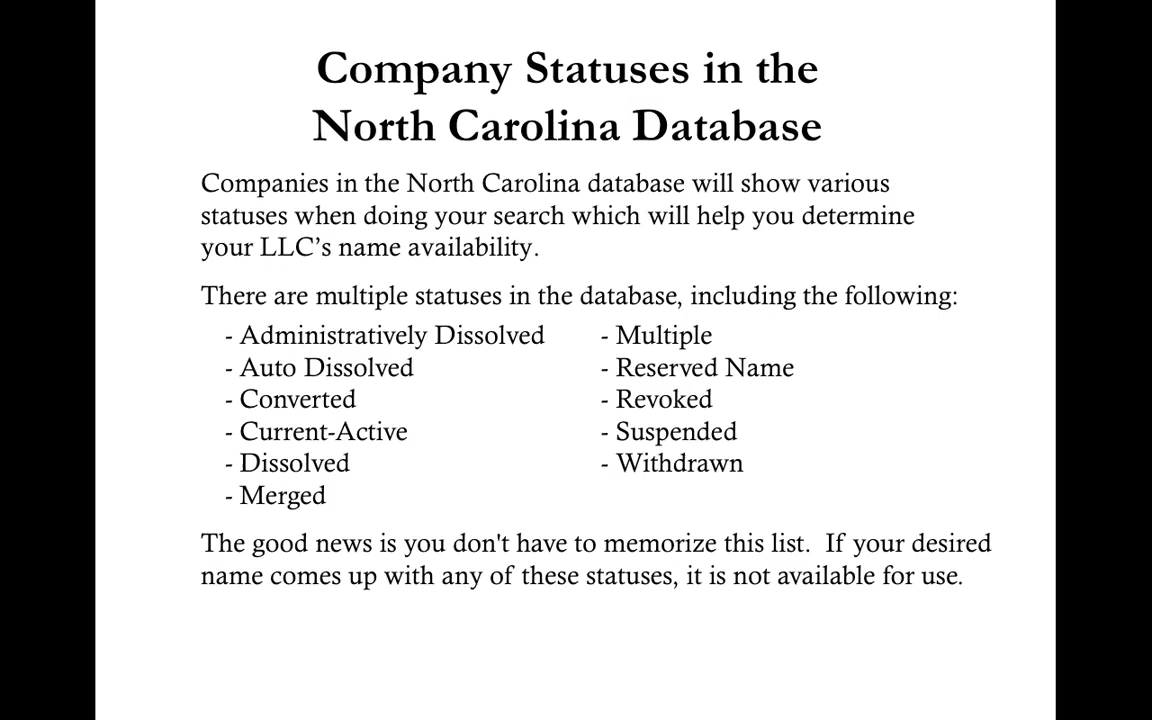 Company Statuses in the
North Carolina Database
Companies in the North Carolina database will show various
statuses when doing your search which will help you determine
your LLC’s name availability.
There are multiple statuses in the database, including the following:
- Administratively Dissolved
- Auto Dissolved
- Converted
- Current-Active
- Dissolved
- Merged
- Multiple
- Reserved Name
- Revoked
- Suspended
- Withdrawn
The good news is you don't have to memorize this list.  If your desired
name comes up with any of these statuses, it is not available for use.